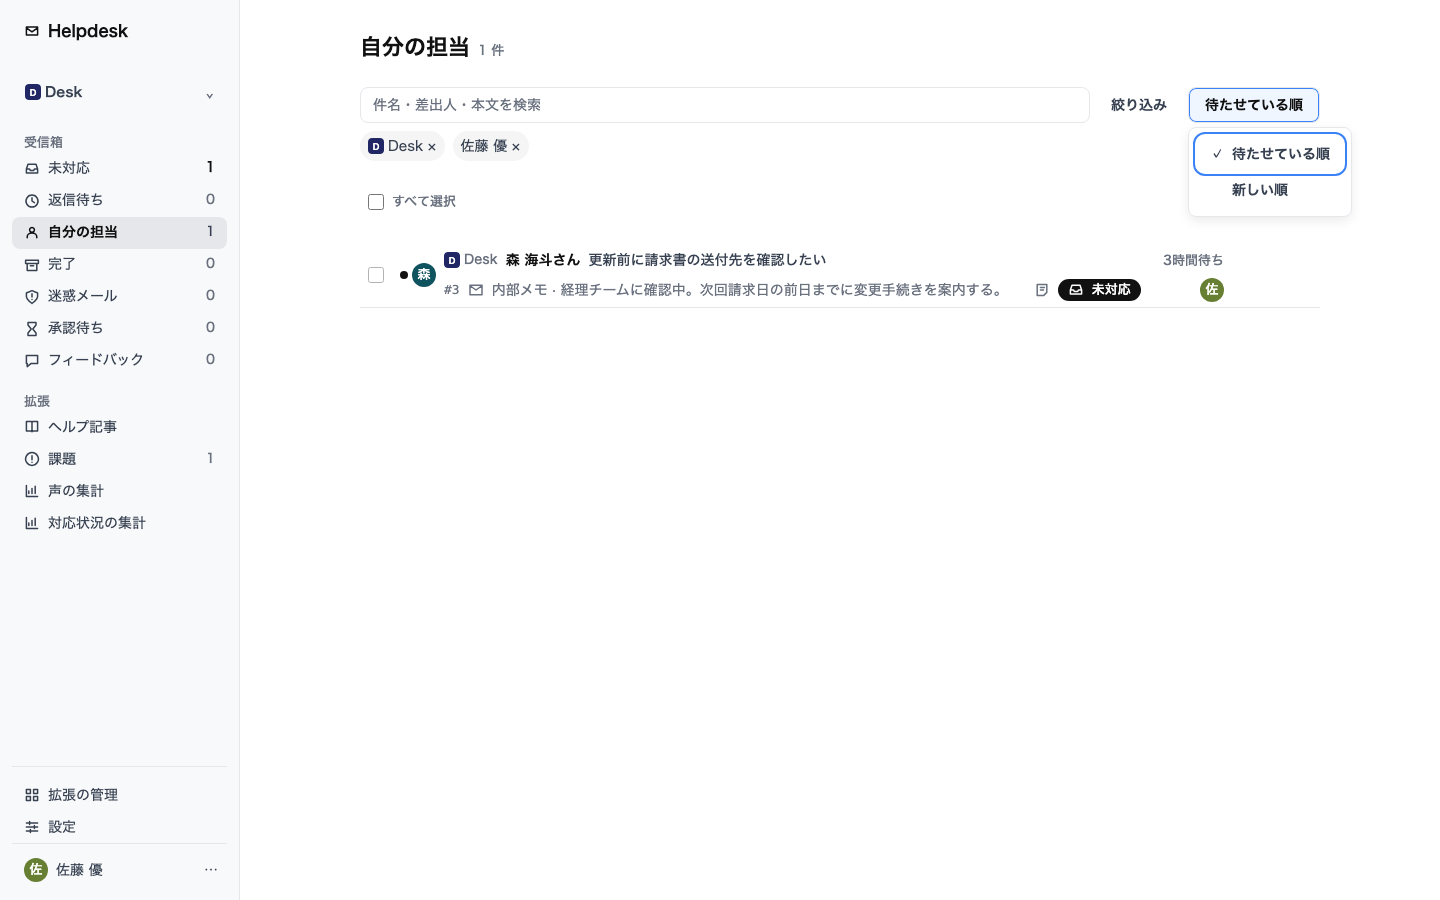 Helpdesk
D Desk
受信箱
未対応 1
返信待ち 0
自分の担当 1
完了 0
迷惑メール 0
承認待ち 0
フィードバック 0
拡張
ヘルプ記事
課題 1
声の集計
対応状況の集計
拡張の管理
設定
佐 佐藤 優 …
自分の担当 1 件
件名・差出人・本文を検索 絞り込み 待たせている順
D Desk × 佐藤 優 ×
✓ 待たせている順
新しい順
すべて選択
森 D Desk 森 海斗さん 更新前に請求書の送付先を確認したい 3時間待ち
#3 内部メモ · 経理チームに確認中。次回請求日の前日までに変更手続きを案内する。 未対応 佐